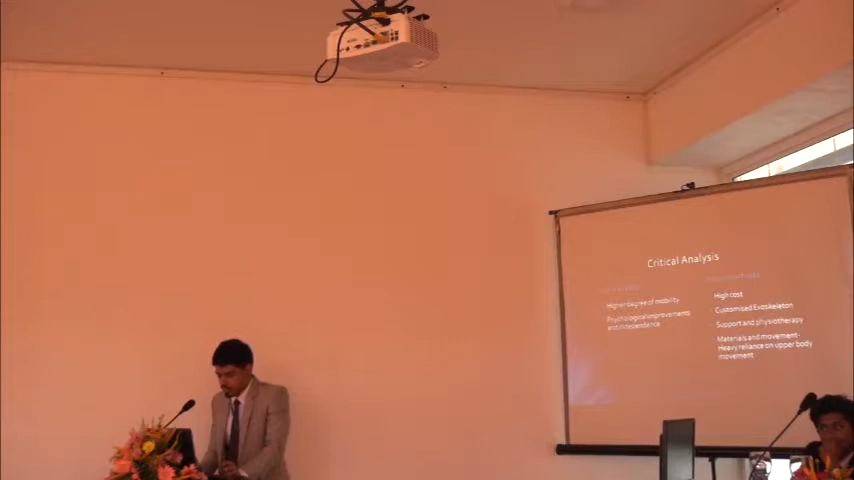 Critical Analysis
Higher degree of mobility
Psychological improvements
and independence
High cost
Customised Exoskeleton
Support and physiotherapy
Materials and movement-
Heavy reliance on upper body
movement